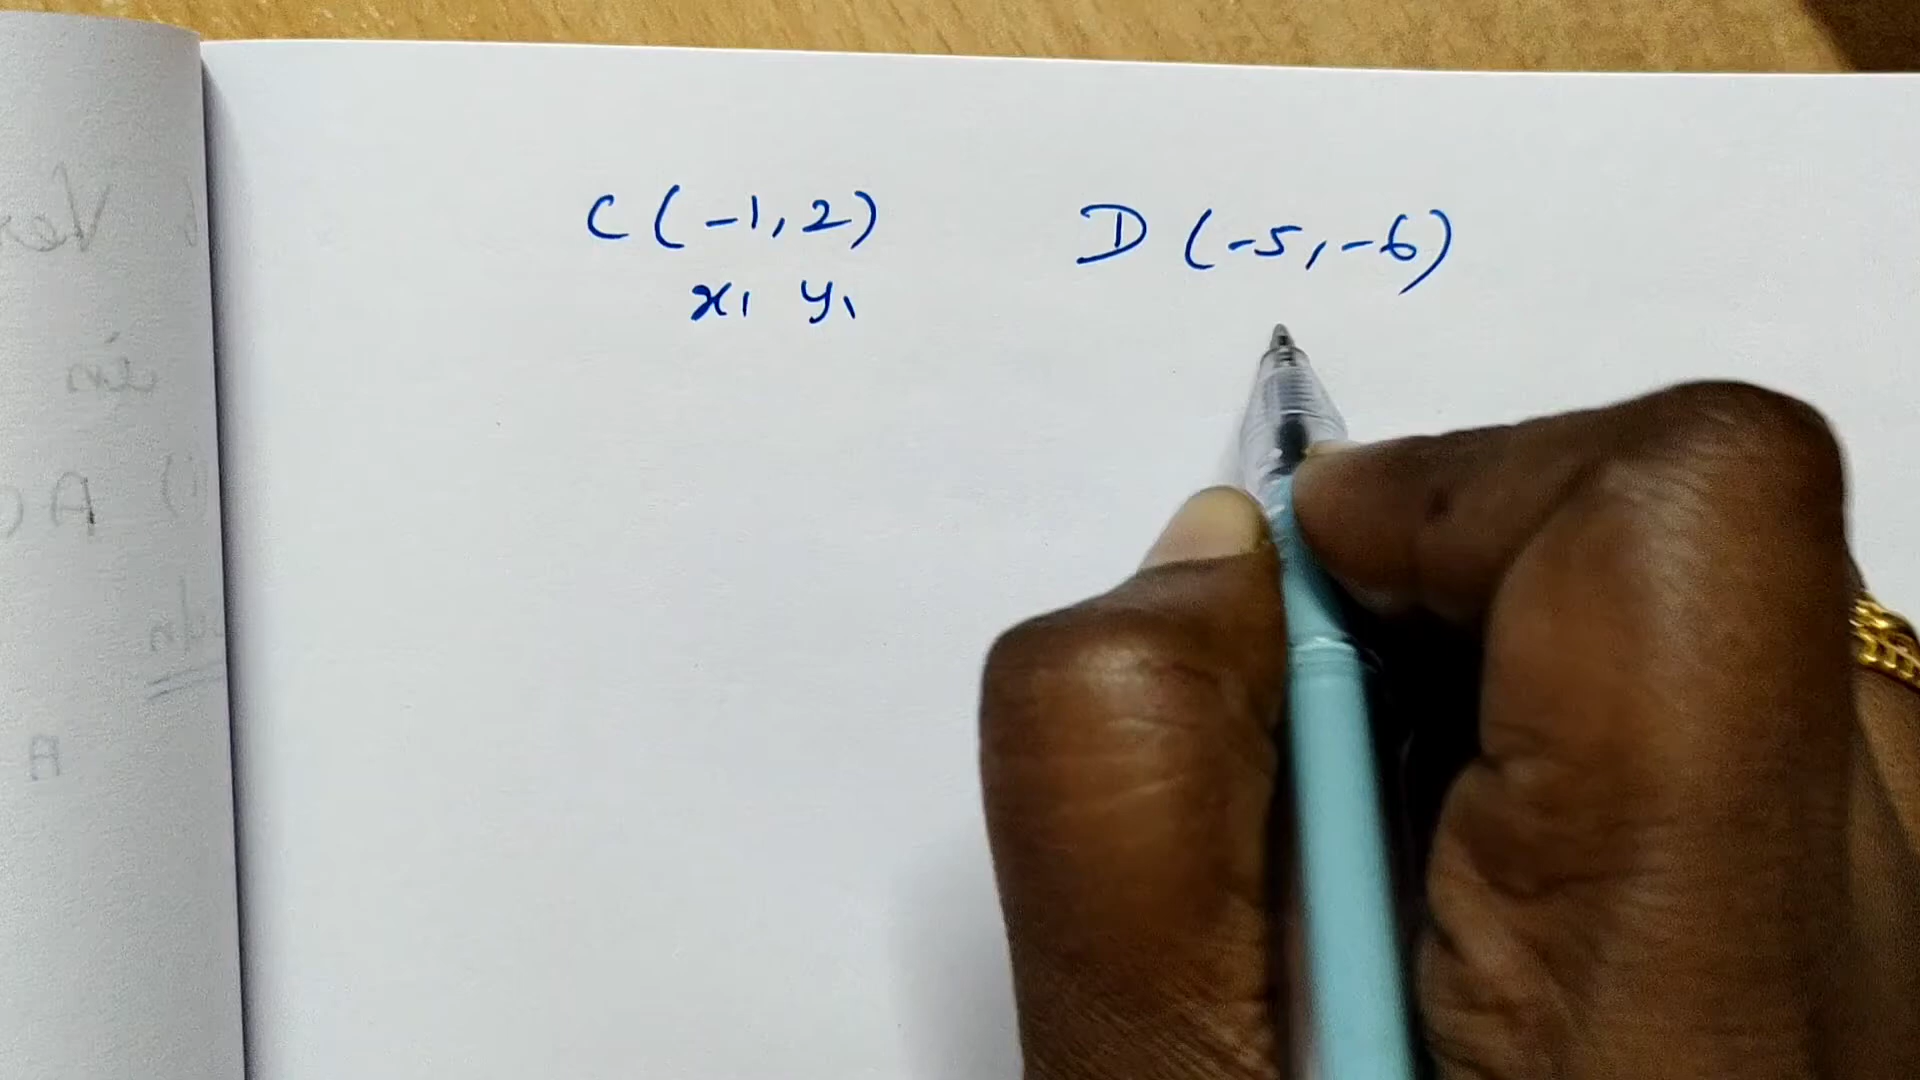 C (-1, 2) D (-5, -6)
x₁ y₁